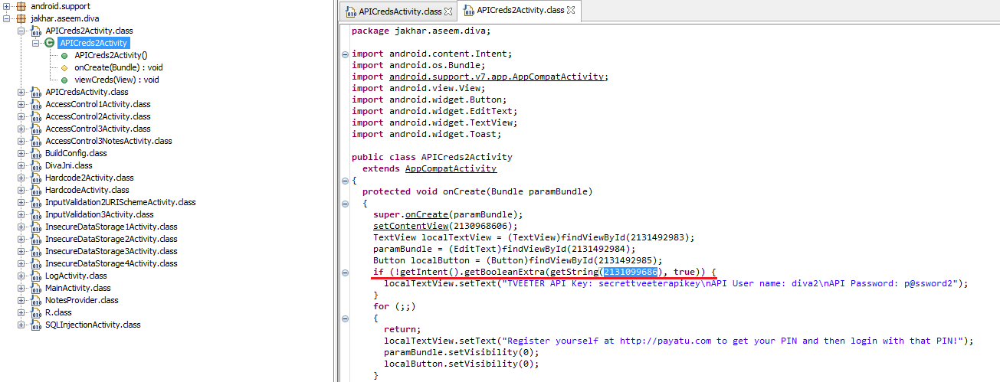 android.support
jakhar.aseem.diva
APICreds2Activity.class
APICreds2Activity
APICreds2Activity()
onCreate(Bundle) : void
viewCreds(View) : void
APICredsActivity.class
AccessControl1Activity.class
AccessControl2Activity.class
AccessControl3Activity.class
AccessControl3NotesActivity.class
BuildConfig.class
DivaJni.class
Hardcode2Activity.class
HardcodeActivity.class
InputValidation2URISchemeActivity.class
InputValidation3Activity.class
InsecureDataStorage1Activity.class
InsecureDataStorage2Activity.class
InsecureDataStorage3Activity.class
InsecureDataStorage4Activity.class
LogActivity.class
MainActivity.class
NotesProvider.class
R.class
SQLInjectionActivity.class
APICredsActivity.class APICreds2Activity.class
package jakhar.aseem.diva;
import android.content.Intent;
import android.os.Bundle;
import android.support.v7.app.AppCompatActivity;
import android.view.View;
import android.widget.Button;
import android.widget.EditText;
import android.widget.TextView;
import android.widget.Toast;
public class APICreds2Activity
extends AppCompatActivity
{
protected void onCreate(Bundle paramBundle)
{
super.onCreate(paramBundle);
setContentView(2130968606);
TextView localTextView = (TextView)findViewById(2131492983);
paramBundle = (EditText)findViewById(2131492984);
Button localButton = (Button)findViewById(2131492985);
if (!getIntent().getBooleanExtra(getString(2131099686), true)) {
localTextView.setText("TVEETER API Key: secrettveeterapikey\nAPI User name: diva2\nAPI Password: p@ssword2");
}
for (;;)
{
return;
localTextView.setText("Register yourself at http://payatu.com to get your PIN and then login with that PIN!");
paramBundle.setVisibility(0);
localButton.setVisibility(0);
}